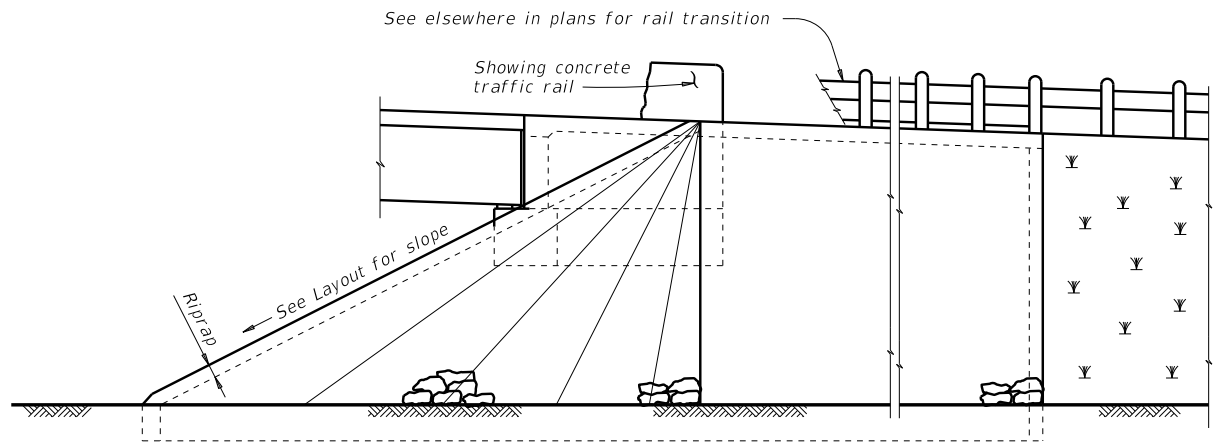 See elsewhere in plans for rail transition
Showing concrete
traffic rail
See Layout for slope
Riprap